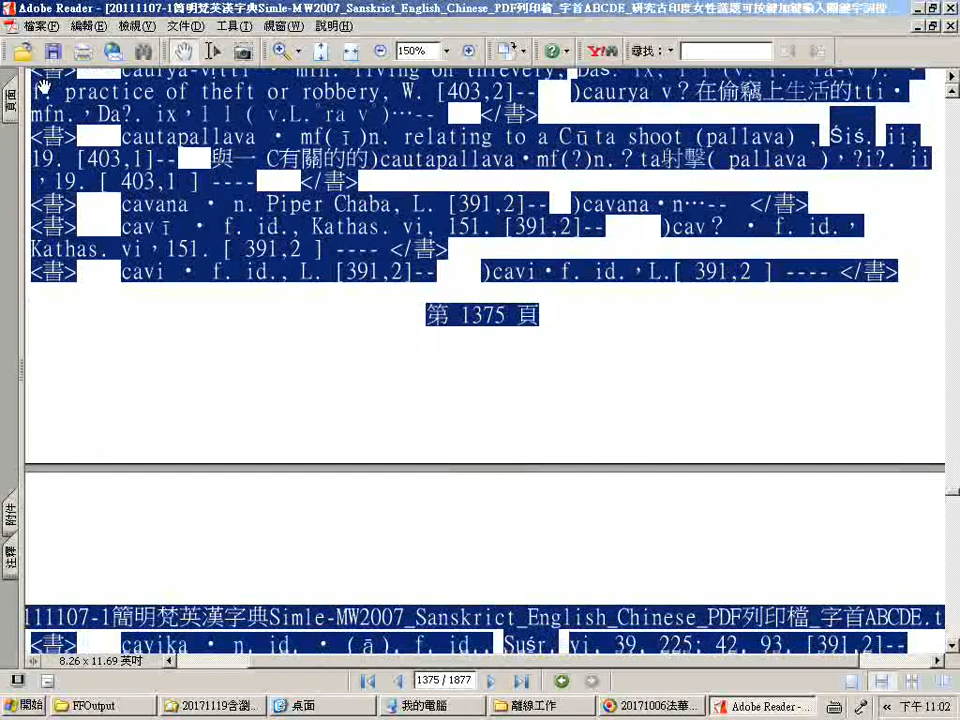 Adobe Reader - [20111107-1簡明梵英漢字典Simle-MW2007_Sanskrict_English_Chinese_PDF列印檔_字首ABCDE_研究古印度女性議題可按鍵加鍵輸入關鍵字詞搜
檔案(F) 編輯(E) 檢視(V) 文件(D) 工具(T) 視窗(W) 說明(H)
150% Y! 尋找:
頁面
<書> caurya-vṛtti • mfn. living on thievery, Daś. ix,
f. practice of theft or robbery, W. [403,2]-- )caurya v？在偷竊上生活的tti•
mfn.，Da?. ix，l l ( v.L.°ra v°)…-- </書>
<書> cautapallava • mf(ī)n. relating to a Cūta shoot (pallava) , Śiś. ii,
19. [403,1]-- 與一 C有關的的)cautapallava•mf(?)n.？ta射擊( pallava )，?i?. ii
，19. [ 403,1 ] ---- </書>
<書> cavana • n. Piper Chaba, L. [391,2]-- )cavana•n…-- </書>
<書> cavī • f. id., Kathas. vi, 151. [391,2]-- )cav？ • f. id.，
Kathas. vi，151. [ 391,2 ] ---- </書>
<書> cavi • f. id., L. [391,2]-- )cavi•f. id.，L.[ 391,2 ] ---- </書>
第 1375 頁
附件
注釋
111107-1簡明梵英漢字典Simle-MW2007_Sanskrict_English_Chinese_PDF列印檔_字首ABCDE.t
<書> cavika • n. id. • (ā). f. id., Suśr. vi, 39, 225; 42, 93. [391,2]--
8.26 x 11.69 英吋
1375 / 1877
開始 FFOutput 20171119含瀏... 桌面 我的電腦 離線工作 20171006法華... Adobe Reader - ... 下午 11:02